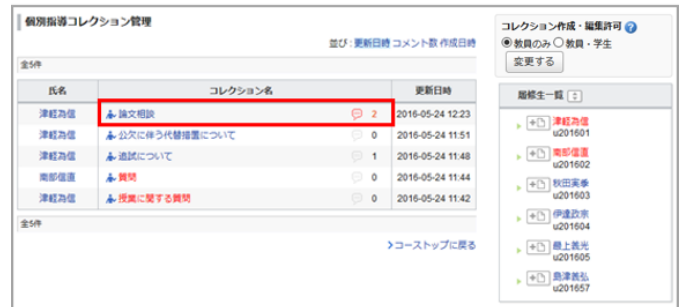 個別指導コレクション管理
並び : 更新日時 コメント数 作成日時
全5件
氏名 コレクション名 更新日時
津軽為信 論文相談 2 2016-05-24 12:23
津軽為信 公欠に伴う代替措置について 0 2016-05-24 11:51
津軽為信 追試について 1 2016-05-24 11:48
南部信直 質問 0 2016-05-24 11:44
津軽為信 授業に関する質問 0 2016-05-24 11:42
全5件
コーストップに戻る
コレクション作成・編集許可
教員のみ 教員・学生
変更する
履修生一覧
津軽為信
u201601
南部信直
u201602
秋田実季
u201603
伊達政宗
u201604
最上義光
u201605
島津義弘
u201657